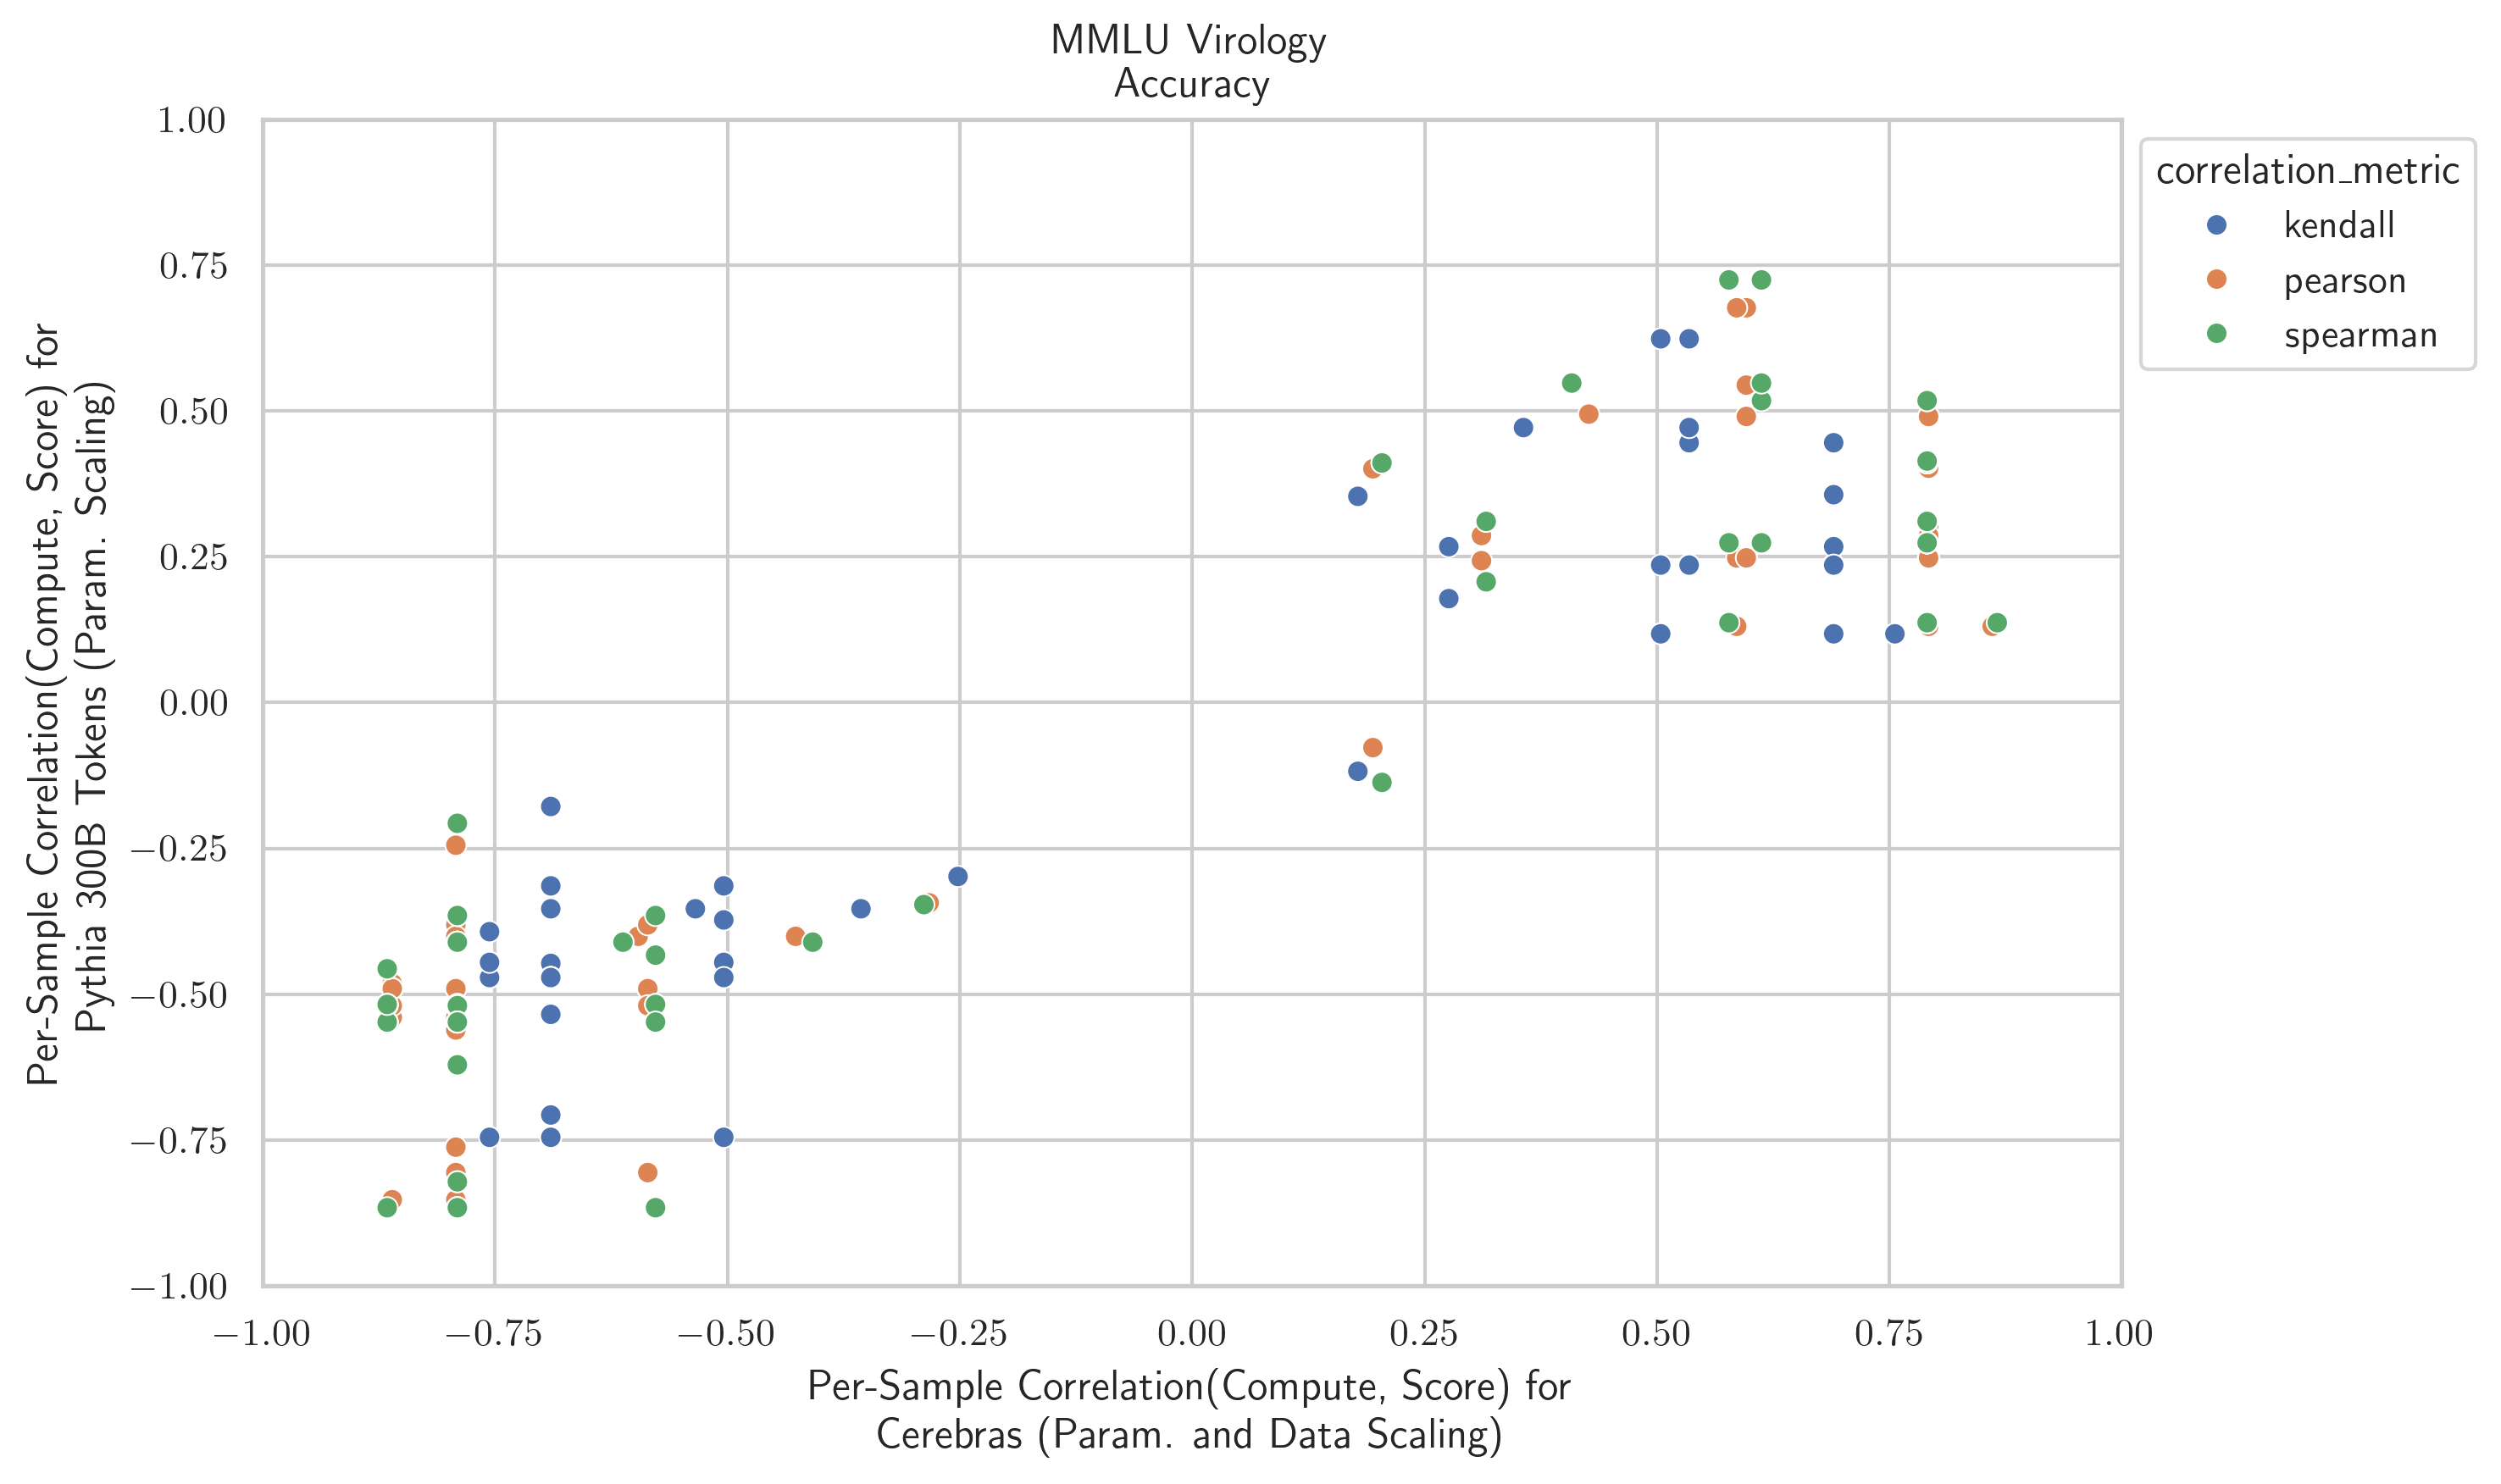 MMLU Virology
Accuracy
1.00
0.75
0.50
0.25
0.00
−0.25
−0.50
−0.75
−1.00
Per-Sample Correlation(Compute, Score) for
Pythia 300B Tokens (Param. Scaling)
correlation_metric
kendall
pearson
spearman
−1.00 −0.75 −0.50 −0.25 0.00 0.25 0.50 0.75 1.00
Per-Sample Correlation(Compute, Score) for
Cerebras (Param. and Data Scaling)